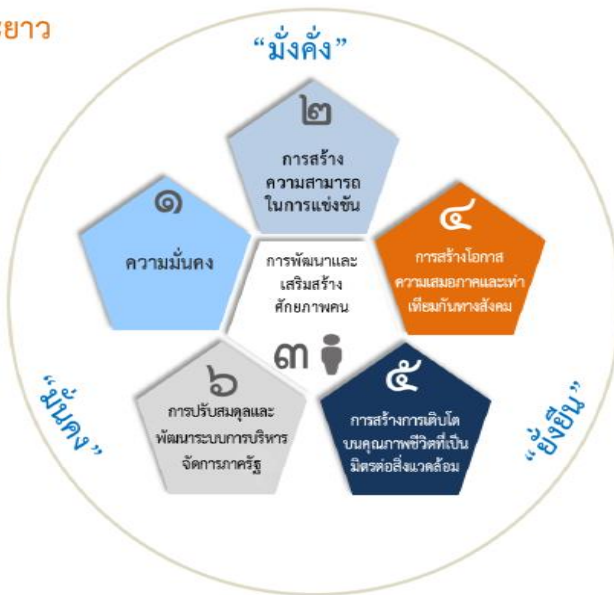 ะยาว
“มั่งคั่ง”
๒
การสร้าง
ความสามารถ
ในการแข่งขัน
๑
ความมั่นคง
๔
การสร้างโอกาส
ความเสมอภาคและเท่า
เทียมกันทางสังคม
การพัฒนาและ
เสริมสร้าง
ศักยภาพคน
๓
๖
การปรับสมดุลและ
พัฒนาระบบการบริหาร
จัดการภาครัฐ
๕
การสร้างการเติบโต
บนคุณภาพชีวิตที่เป็น
มิตรต่อสิ่งแวดล้อม
“มั่นคง”
“ยั่งยืน”